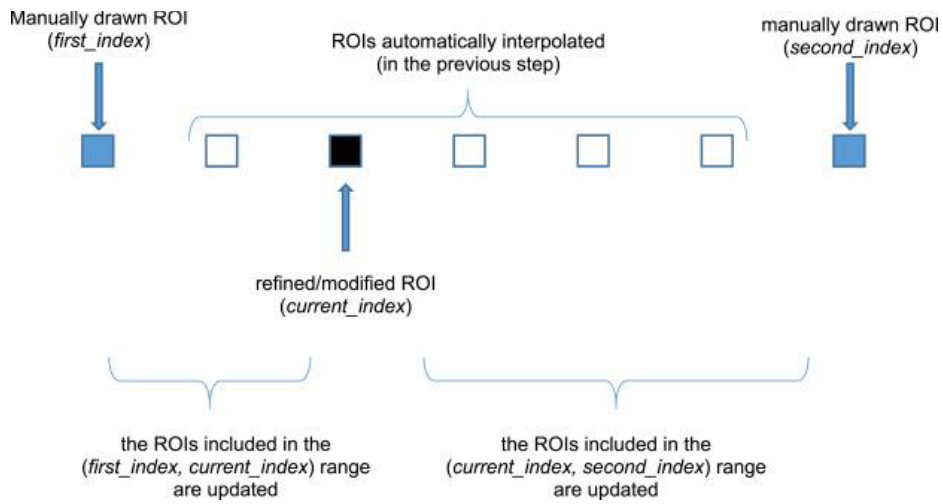 Manually drawn ROI
(first_index)
ROIs automatically interpolated
(in the previous step)
manually drawn ROI
(second_index)
refined/modified ROI
(current_index)
the ROIs included in the
(first_index, current_index) range
are updated
the ROIs included in the
(current_index, second_index) range
are updated